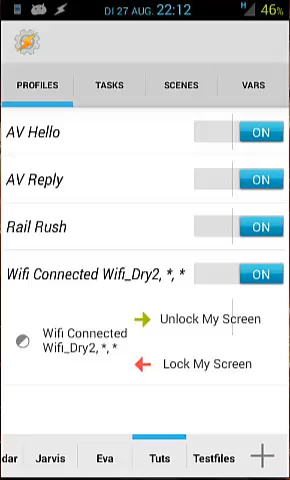 DI 27 AUG. 22:12 H 46%
PROFILES TASKS SCENES VARS
AV Hello ON
AV Reply ON
Rail Rush ON
Wifi Connected Wifi_Dry2, *, * ON
Unlock My Screen
Wifi Connected
Wifi_Dry2, *, *
Lock My Screen
dar Jarvis Eva Tuts Testfiles